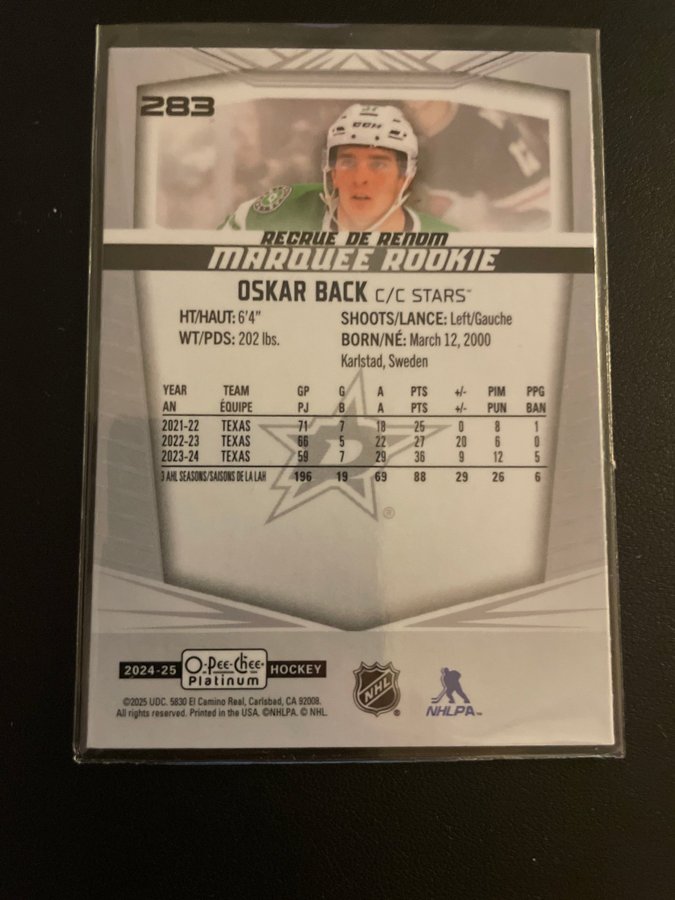 283
CCM
RECRUE DE RENOM
MARQUEE ROOKIE
OSKAR BACK C/C STARS™
HT/HAUT: 6'4" SHOOTS/LANCE: Left/Gauche
WT/PDS: 202 lbs. BORN/NÉ: March 12, 2000
Karlstad, Sweden
YEAR TEAM GP G A PTS +/- PIM PPG
AN ÉQUIPE PJ B A PTS +/- PUN BAN
2021-22 TEXAS 71 7 18 25 0 8 1
2022-23 TEXAS 66 5 22 27 20 6 0
2023-24 TEXAS 59 7 29 36 9 12 5
3 AHL SEASONS/SAISONS DE LA LAH 196 19 69 88 29 26 6
D
®
2024-25 O-Pee-Chee Platinum HOCKEY
©2025 UDC. 5830 El Camino Real, Carlsbad, CA 92008.
All rights reserved. Printed in the USA. ©NHLPA. © NHL.
NHL ®
NHLPA™